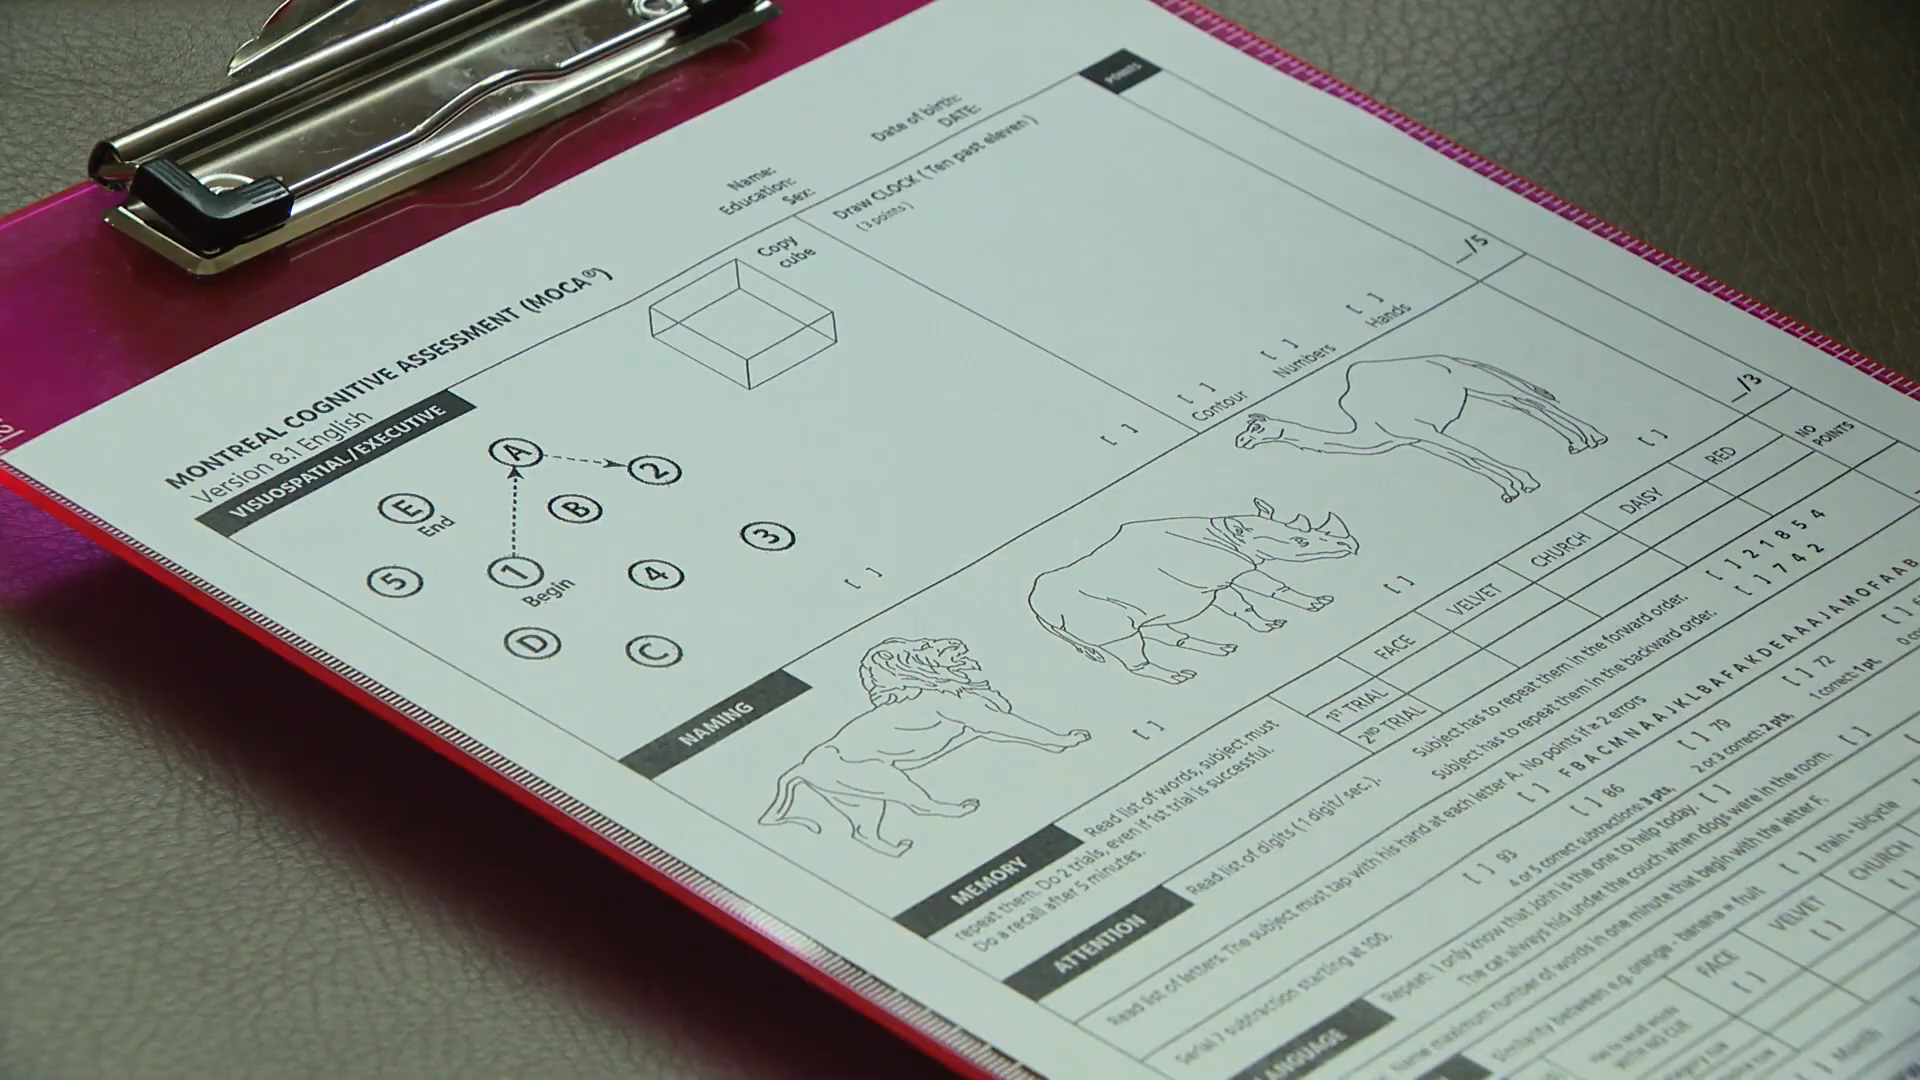 MONTREAL COGNITIVE ASSESSMENT (MOCA®)
Version 8.1 English
Name:
Education:
Sex:
Date of birth:
DATE:
VISUOSPATIAL / EXECUTIVE
Copy
cube
Draw CLOCK ( Ten past eleven )
(3 points)
POINTS
A
2
E
End
B
3
5
1
Begin
4
D
C
[ ]
[ ]
[ ]
Contour
[ ]
Numbers
[ ]
Hands
_/5
NAMING
[ ]
[ ]
[ ]
_/3
MEMORY
Read list of words, subject must
repeat them. Do 2 trials, even if 1st trial is successful.
Do a recall after 5 minutes.
FACE
VELVET
CHURCH
DAISY
RED
NO
POINTS
1ST TRIAL
2ND TRIAL
ATTENTION
Read list of digits (1 digit/ sec.).
Subject has to repeat them in the forward order.
[ ] 2 1 8 5 4
Subject has to repeat them in the backward order.
[ ] 7 4 2
Read list of letters. The subject must tap with his hand at each letter A. No points if ≥ 2 errors
[ ] F B A C M N A A J K L B A F A K D E A A A J A M O F A A B
Serial 7 subtraction starting at 100.
[ ] 93
[ ] 86
[ ] 79
[ ] 72
[ ]
4 or 5 correct subtractions: 3 pts,
2 or 3 correct: 2 pts,
1 correct: 1 pt
LANGUAGE
Repeat: I only know that John is the one to help today. [ ]
The cat always hid under the couch when dogs were in the room. [ ]
Name maximum number of words in one minute that begin with the letter F.
Similarity between e.g. orange - banana = fruit
[ ] train - bicycle
FACE
[ ]
VELVET
[ ]
CHURCH
[ ]
WITH NO CUE
[ ] Month